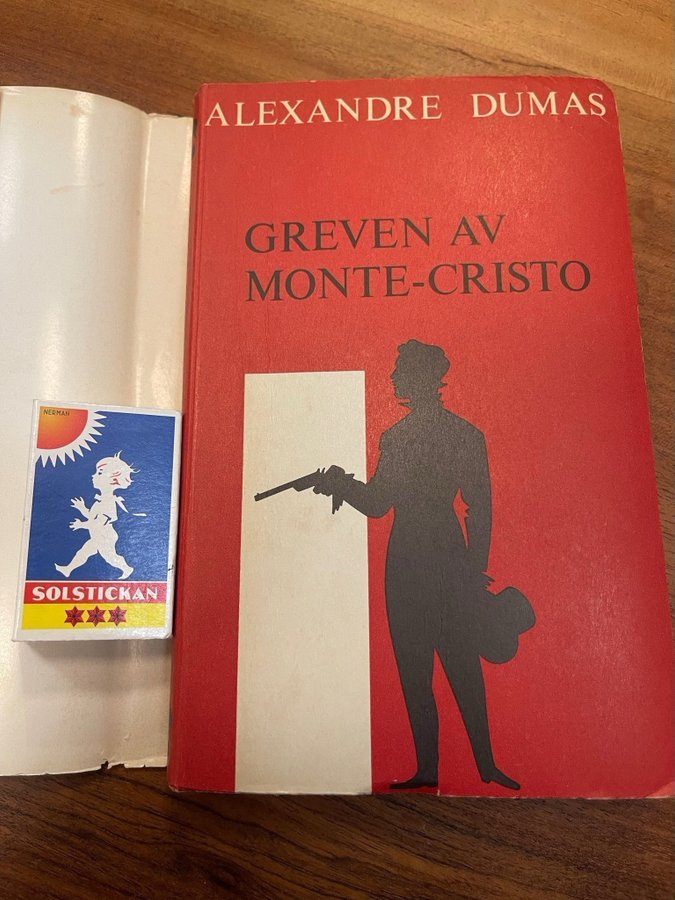 ALEXANDRE DUMAS
GREVEN AV
MONTE-CRISTO
NERMAN
SOLSTICKAN